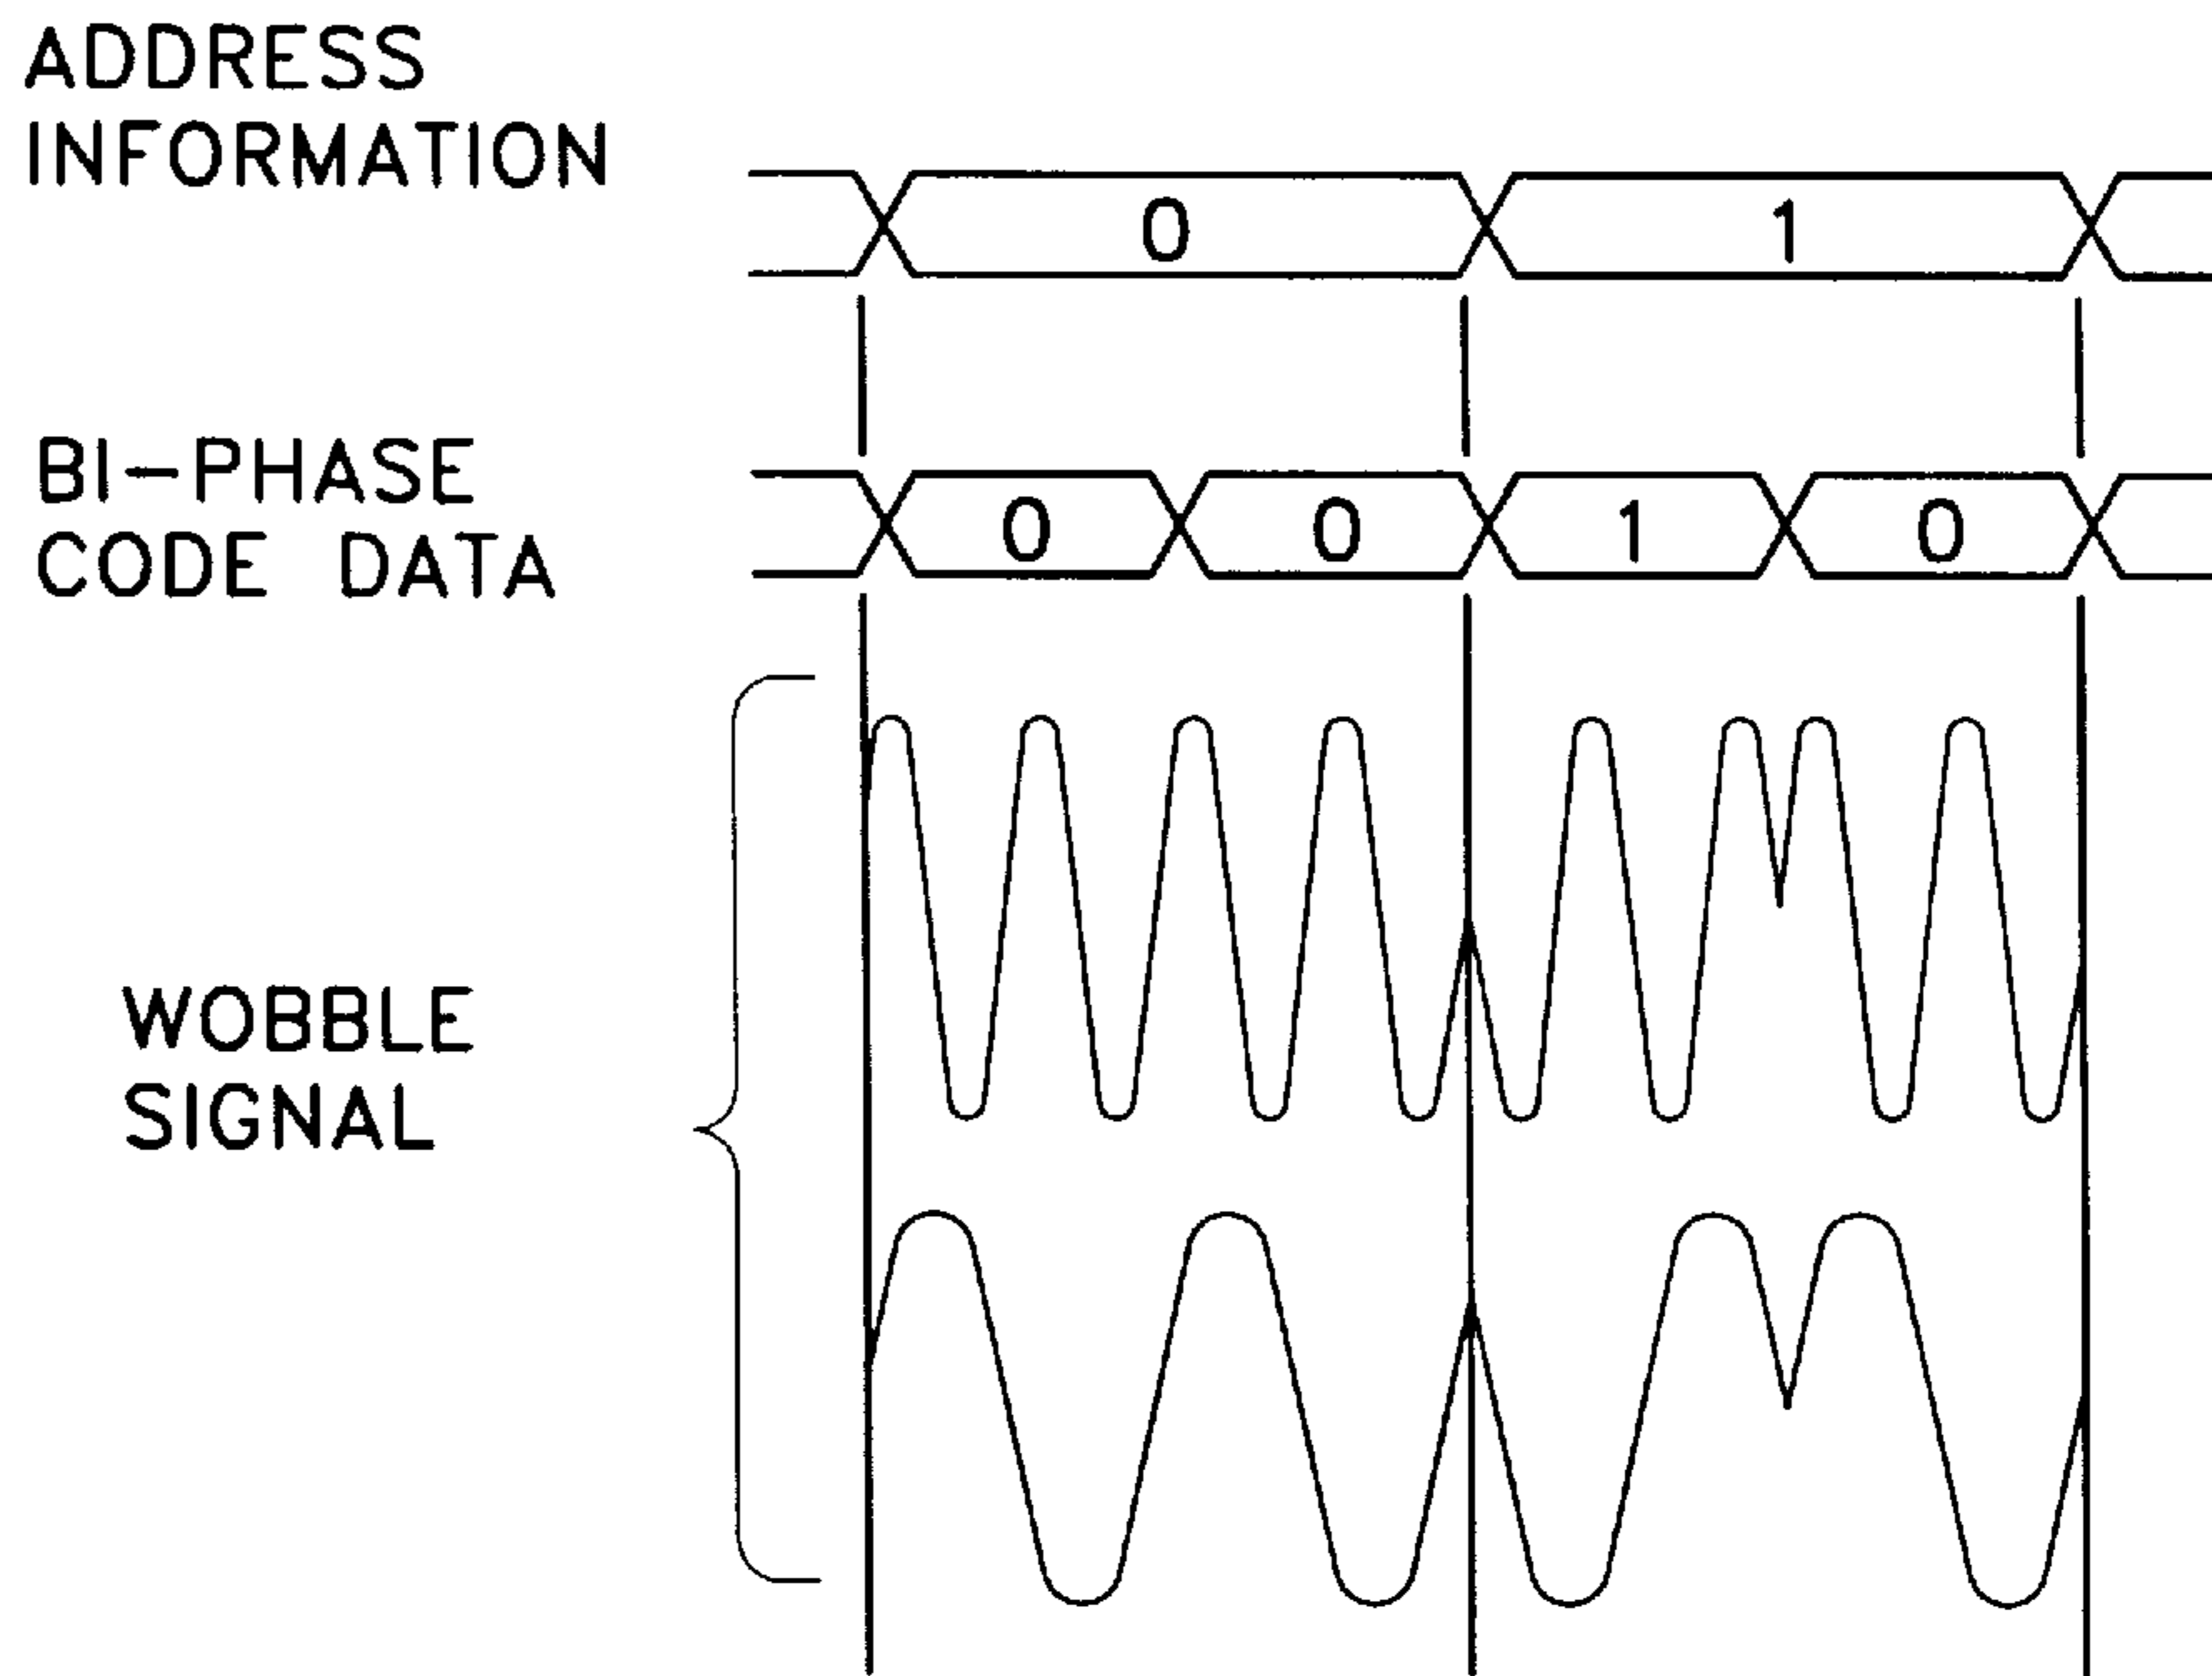 ADDRESS
INFORMATION
0 1
BI-PHASE
CODE DATA
0 0 1 0
WOBBLE
SIGNAL